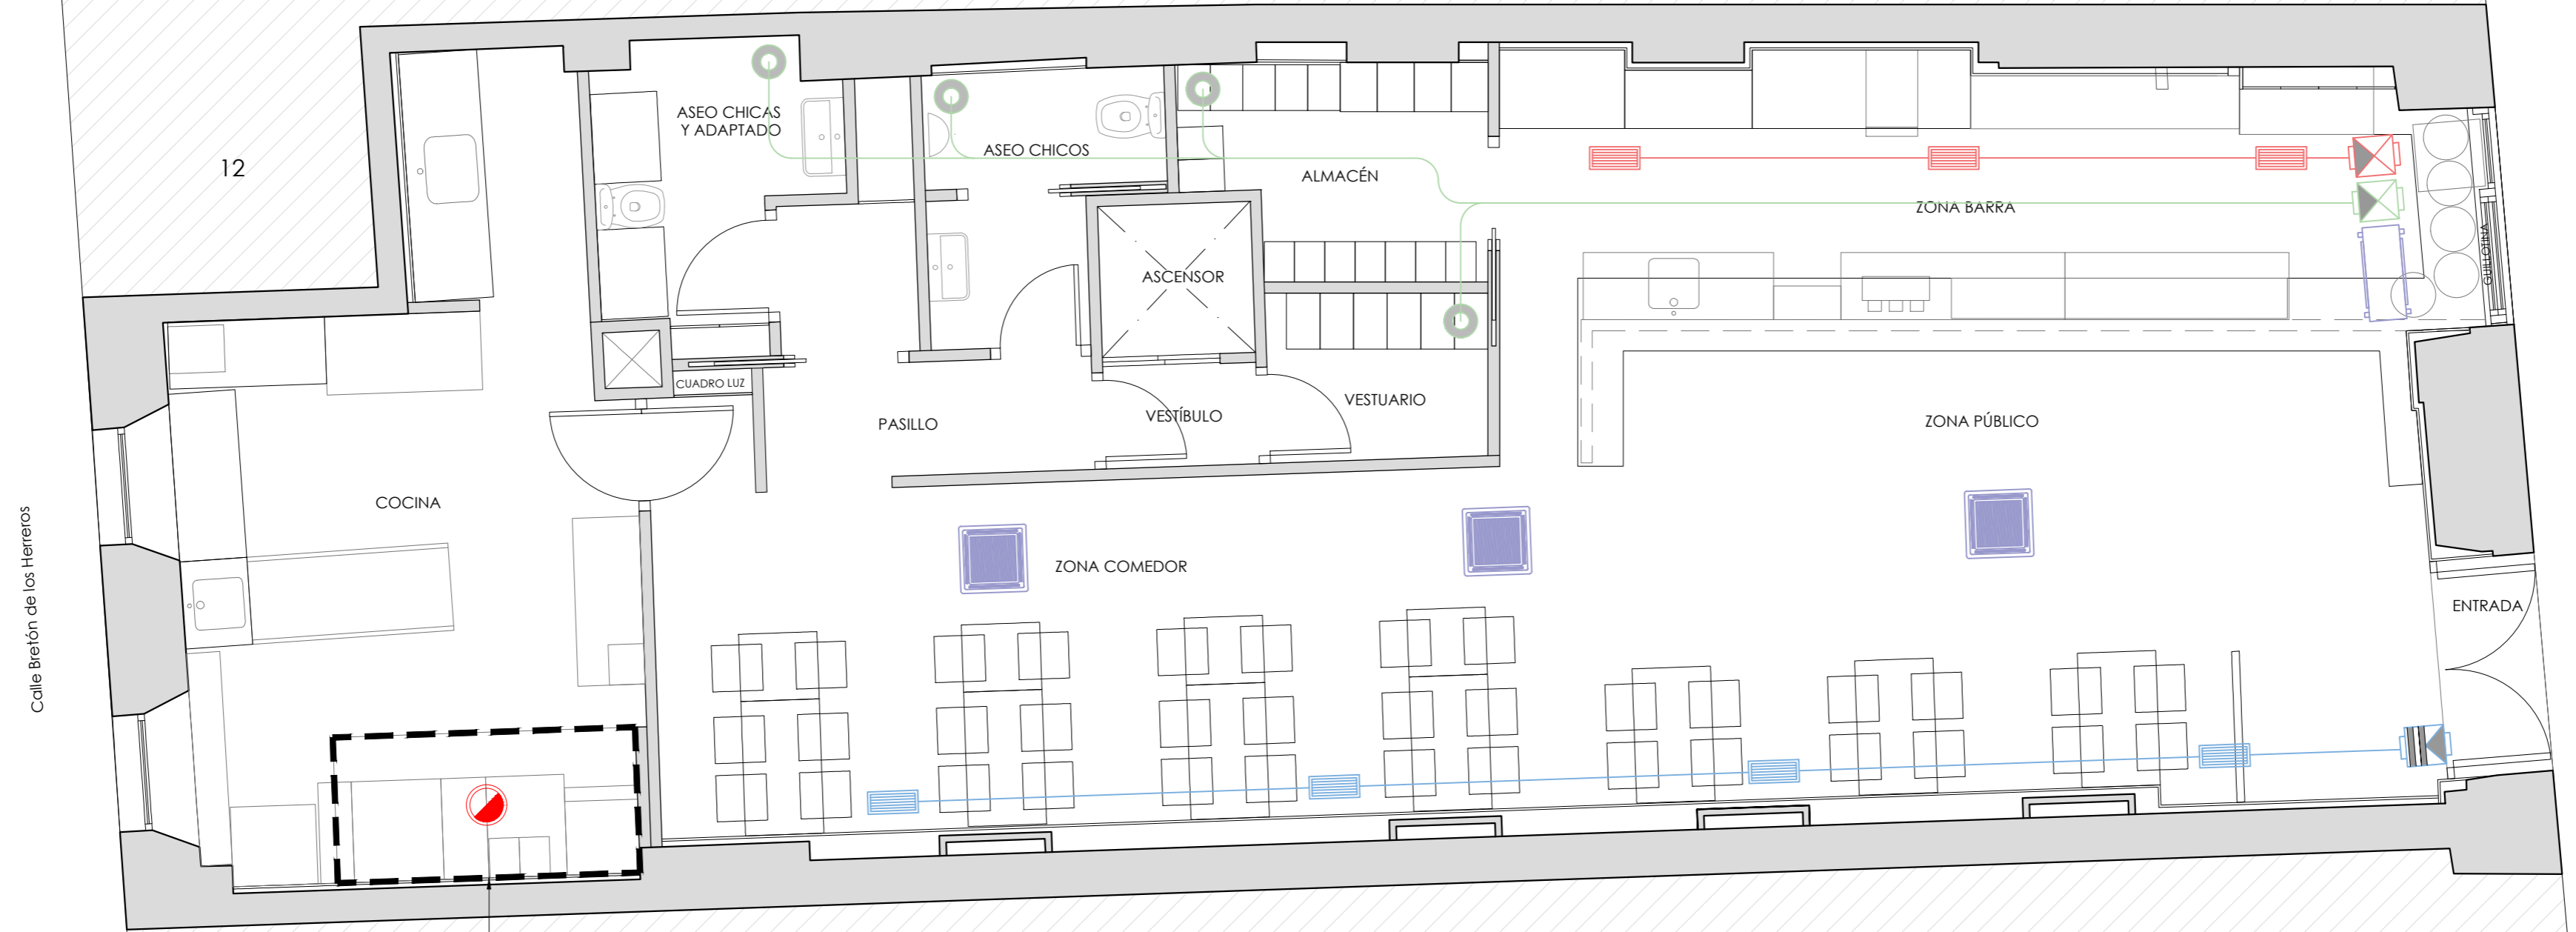 12
ASEO CHICAS
Y ADAPTADO
ASEO CHICOS
ALMACÉN
ZONA BARRA
GUILLOTINA
ASCENSOR
CUADRO LUZ
PASILLO
VESTÍBULO
VESTUARIO
ZONA PÚBLICO
COCINA
ZONA COMEDOR
ENTRADA
Calle Bretón de los Herreros